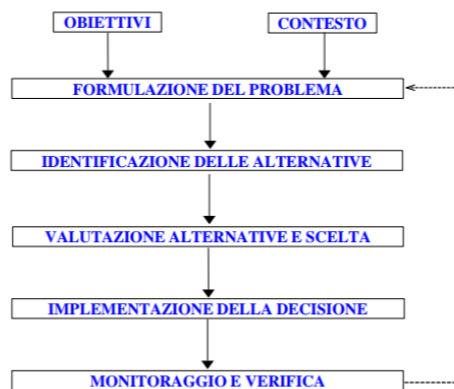 OBIETTIVI
CONTESTO
FORMULAZIONE DEL PROBLEMA
IDENTIFICAZIONE DELLE ALTERNATIVE
VALUTAZIONE ALTERNATIVE E SCELTA
IMPLEMENTAZIONE DELLA DECISIONE
MONITORAGGIO E VERIFICA